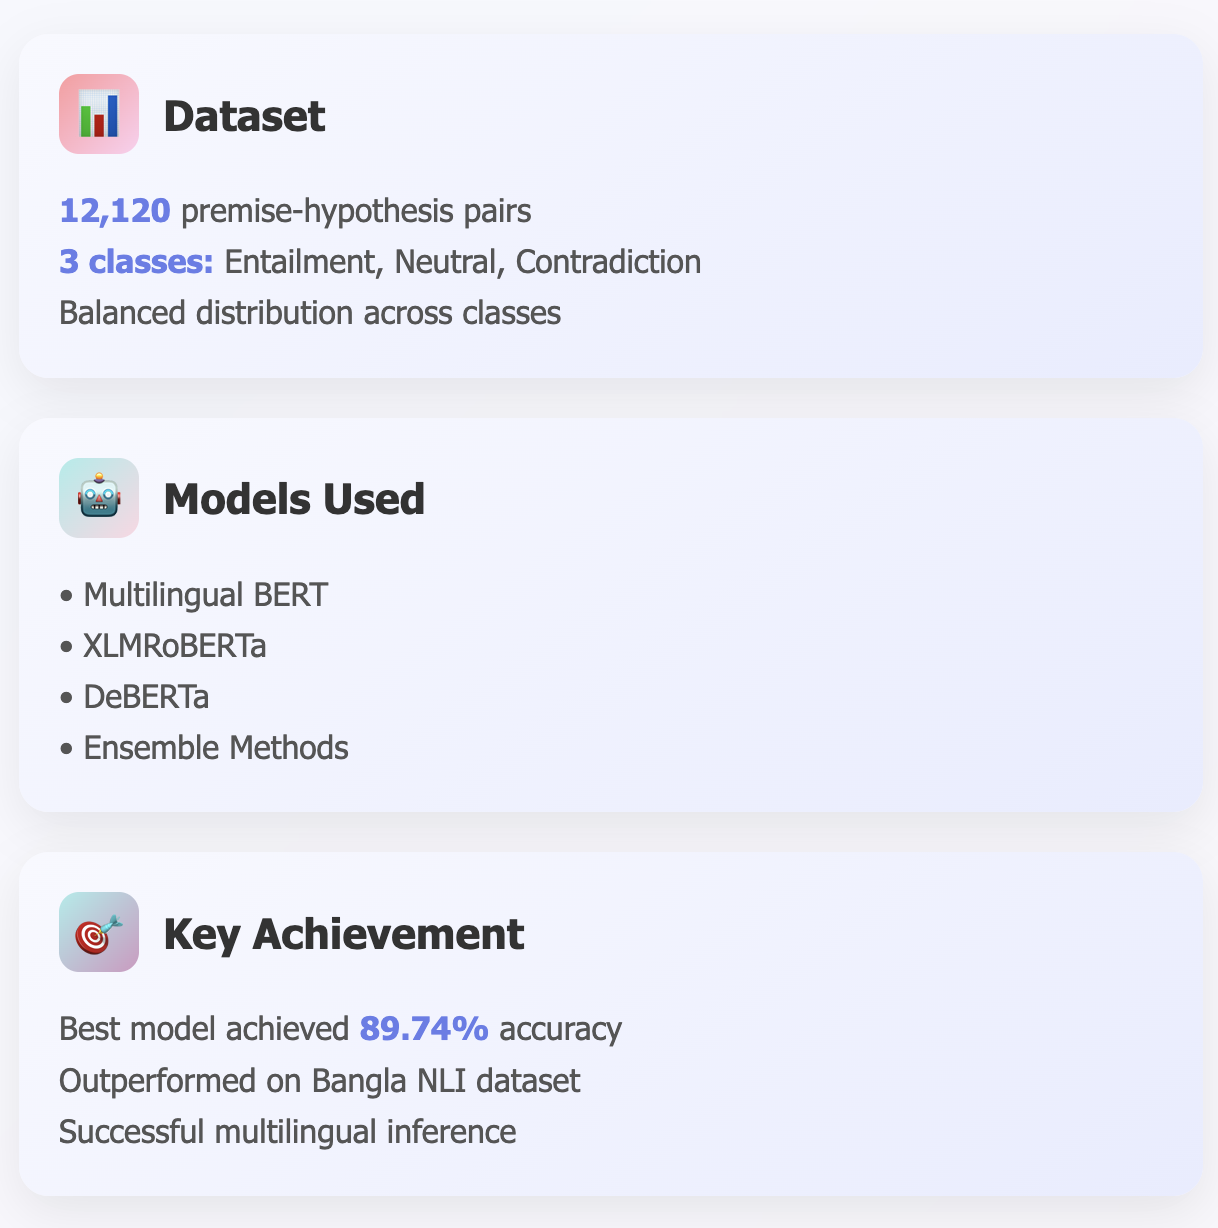 Dataset
12,120 premise-hypothesis pairs
3 classes: Entailment, Neutral, Contradiction
Balanced distribution across classes
Models Used
• Multilingual BERT
• XLMRoBERTa
• DeBERTa
• Ensemble Methods
Key Achievement
Best model achieved 89.74% accuracy
Outperformed on Bangla NLI dataset
Successful multilingual inference